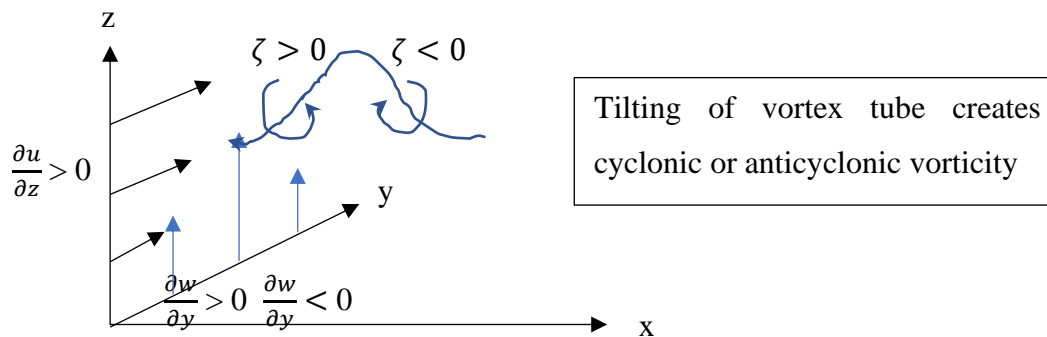 z
ζ > 0 ζ < 0
Tilting of vortex tube creates
cyclonic or anticyclonic vorticity
∂u/∂z > 0
y
∂w/∂y > 0 ∂w/∂y < 0
x